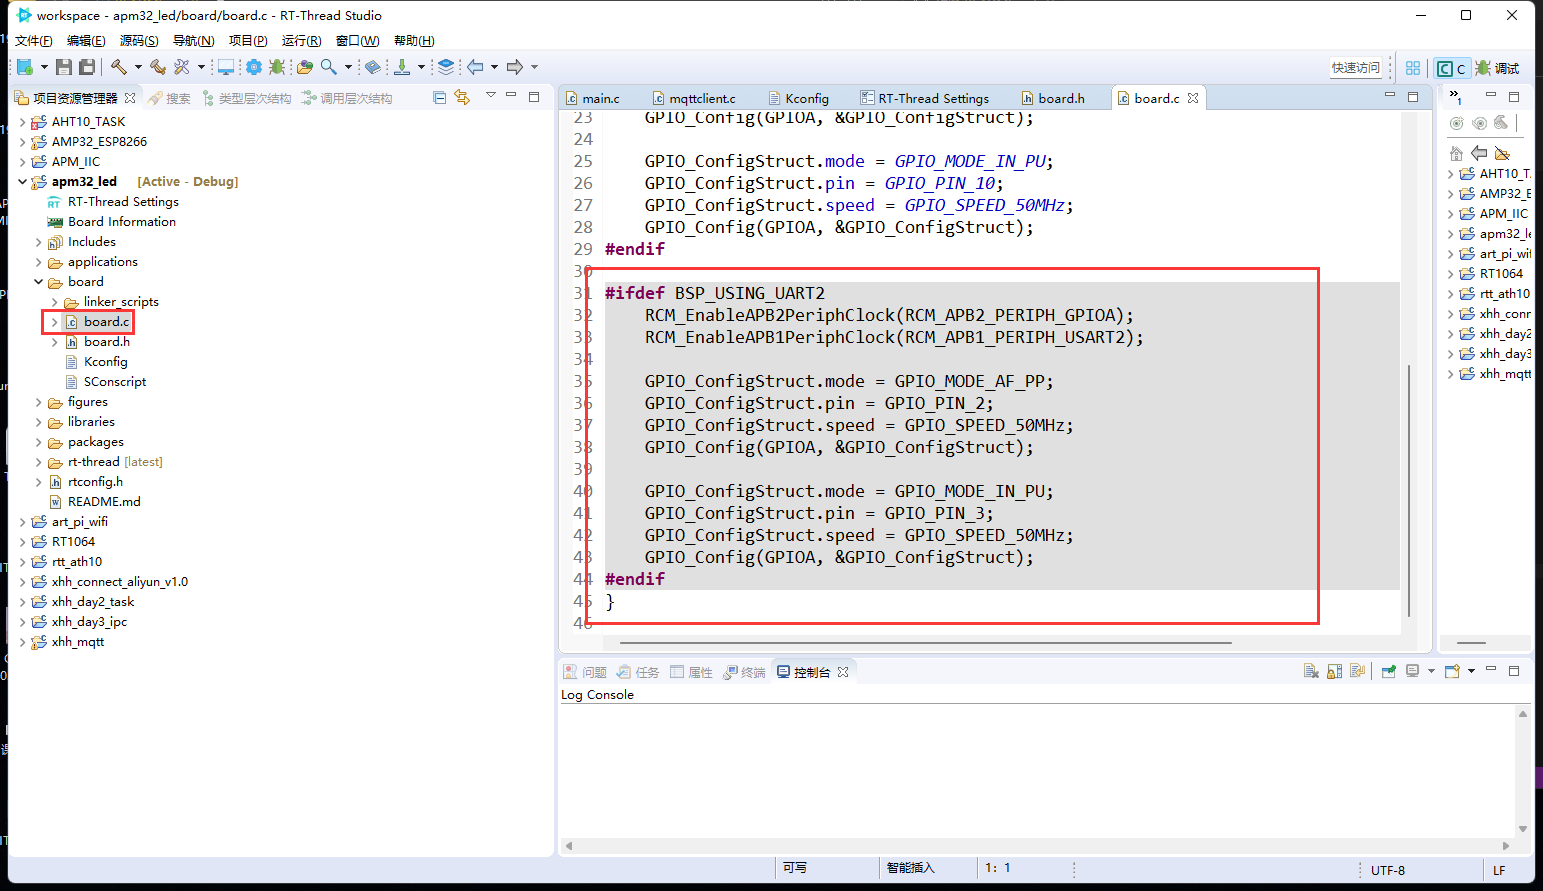 workspace - apm32_led/board/board.c - RT-Thread Studio
文件(F) 编辑(E) 源码(S) 导航(N) 项目(P) 运行(R) 窗口(W) 帮助(H)
快速访问 C 调试
项目资源管理器 搜索 类型层次结构 调用层次结构
AHT10_TASK
AMP32_ESP8266
APM_IIC
apm32_led [Active - Debug]
RT-Thread Settings
Board Information
Includes
applications
board
linker_scripts
board.c
board.h
Kconfig
SConscript
figures
libraries
packages
rt-thread [latest]
rtconfig.h
README.md
art_pi_wifi
RT1064
rtt_ath10
xhh_connect_aliyun_v1.0
xhh_day2_task
xhh_day3_ipc
xhh_mqtt
main.c mqttclient.c Kconfig RT-Thread Settings board.h board.c
23 GPIO_Config(GPIOA, &GPIO_ConfigStruct);
24
25 GPIO_ConfigStruct.mode = GPIO_MODE_IN_PU;
26 GPIO_ConfigStruct.pin = GPIO_PIN_10;
27 GPIO_ConfigStruct.speed = GPIO_SPEED_50MHz;
28 GPIO_Config(GPIOA, &GPIO_ConfigStruct);
29 #endif
30
31 #ifdef BSP_USING_UART2
32 RCM_EnableAPB2PeriphClock(RCM_APB2_PERIPH_GPIOA);
33 RCM_EnableAPB1PeriphClock(RCM_APB1_PERIPH_USART2);
34
35 GPIO_ConfigStruct.mode = GPIO_MODE_AF_PP;
36 GPIO_ConfigStruct.pin = GPIO_PIN_2;
37 GPIO_ConfigStruct.speed = GPIO_SPEED_50MHz;
38 GPIO_Config(GPIOA, &GPIO_ConfigStruct);
39
40 GPIO_ConfigStruct.mode = GPIO_MODE_IN_PU;
41 GPIO_ConfigStruct.pin = GPIO_PIN_3;
42 GPIO_ConfigStruct.speed = GPIO_SPEED_50MHz;
43 GPIO_Config(GPIOA, &GPIO_ConfigStruct);
44 #endif
45 }
46
1
AHT10_T
AMP32_E
APM_IIC
apm32_le
art_pi_wif
RT1064
rtt_ath10
xhh_conn
xhh_day2
xhh_day3
xhh_mqtt
问题 任务 属性 终端 控制台
Log Console
可写 智能插入 1 : 1 UTF-8 LF